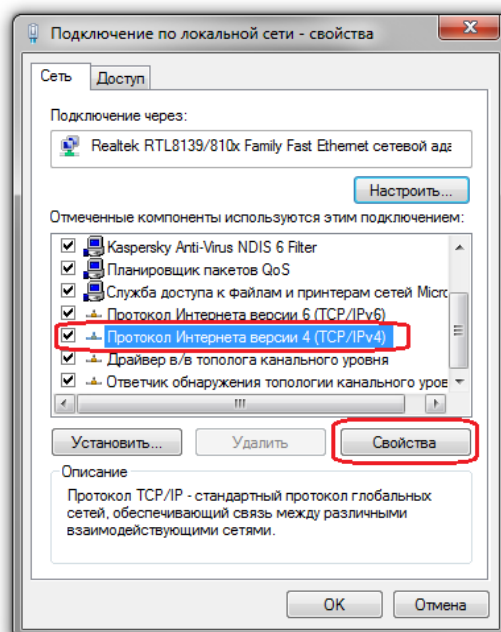 Подключение по локальной сети - свойства
Сеть
Доступ
Подключение через:
Realtek RTL8139/810x Family Fast Ethernet сетевой ада
Настроить...
Отмеченные компоненты используются этим подключением:
Kaspersky Anti-Virus NDIS 6 Filter
Планировщик пакетов QoS
Служба доступа к файлам и принтерам сетей Micro
Протокол Интернета версии 6 (TCP/IPv6)
Протокол Интернета версии 4 (TCP/IPv4)
Драйвер в/в тополога канального уровня
Ответчик обнаружения топологии канального уров
Установить...
Удалить
Свойства
Описание
Протокол TCP/IP - стандартный протокол глобальных
сетей, обеспечивающий связь между различными
взаимодействующими сетями.
OK
Отмена